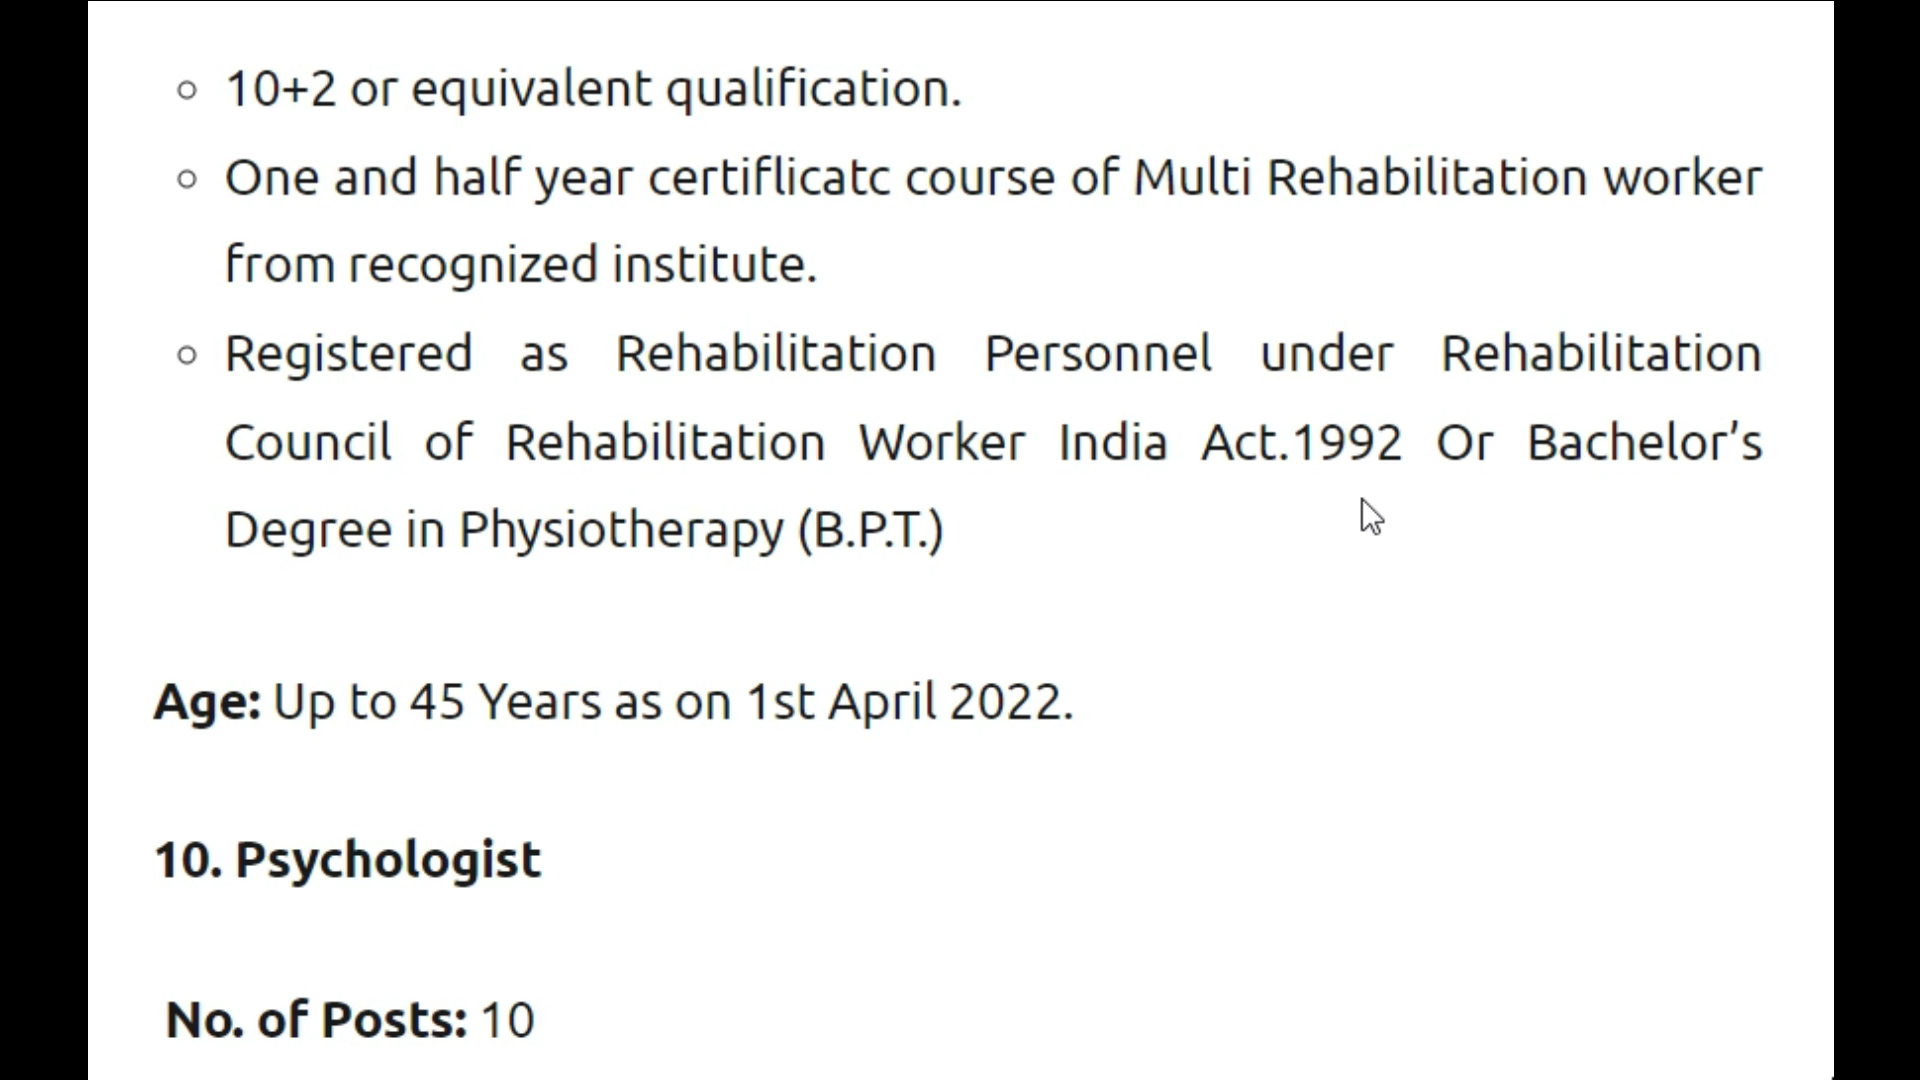 10+2 or equivalent qualification.
One and half year certiflicatc course of Multi Rehabilitation worker
from recognized institute.
Registered as Rehabilitation Personnel under Rehabilitation
Council of Rehabilitation Worker India Act.1992 Or Bachelor’s
Degree in Physiotherapy (B.P.T.)
Age: Up to 45 Years as on 1st April 2022.
10. Psychologist
No. of Posts: 10